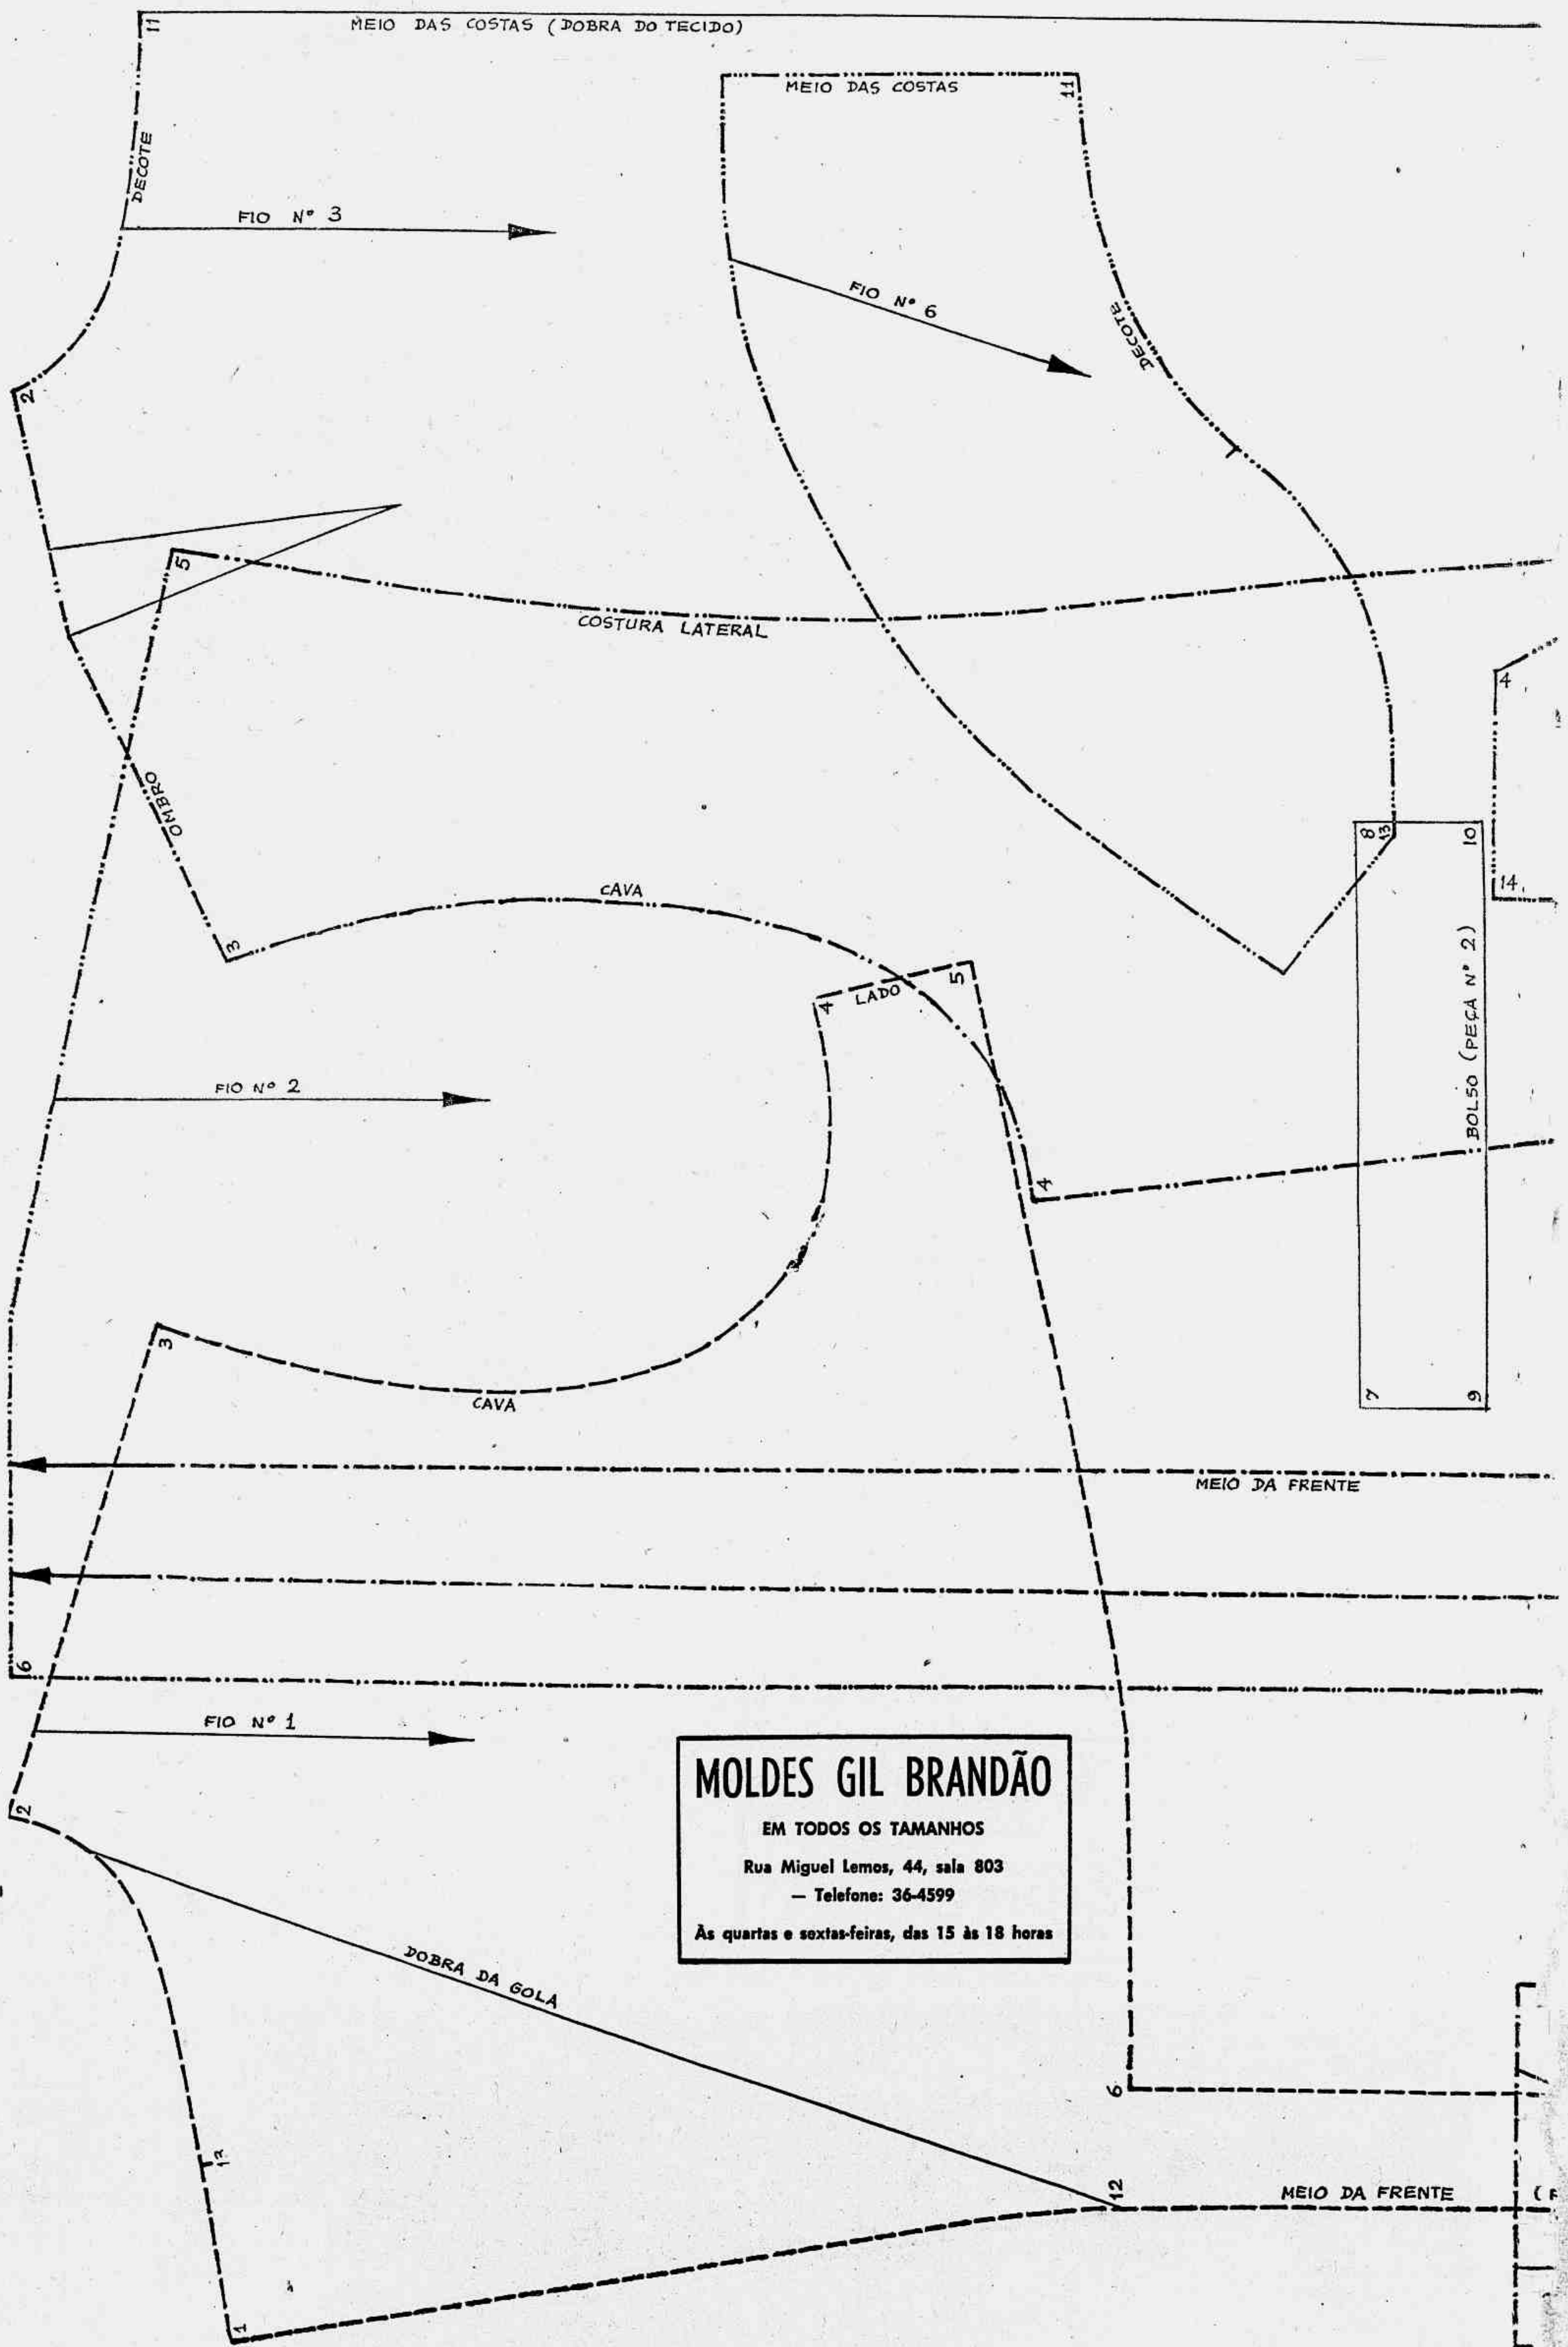 11
MEIO DAS COSTAS (DOBRA DO TECIDO)
MEIO DAS COSTAS
11
DECOTE
FIO Nº 3
FIO Nº 6
DECOTE
2
5
COSTURA LATERAL
4
OMBRO
8
13
10
14
CAVA
3
LADO
4
5
BOLSO (PEÇA Nº 2)
FIO Nº 2
4
3
CAVA
7
9
MEIO DA FRENTE
6
FIO Nº 1
2
MOLDES GIL BRANDÃO
EM TODOS OS TAMANHOS
Rua Miguel Lemos, 44, sala 803
— Telefone: 36-4599
Às quartas e sextas-feiras, das 15 às 18 horas
DOBRA DA GOLA
6
13
12
MEIO DA FRENTE
1